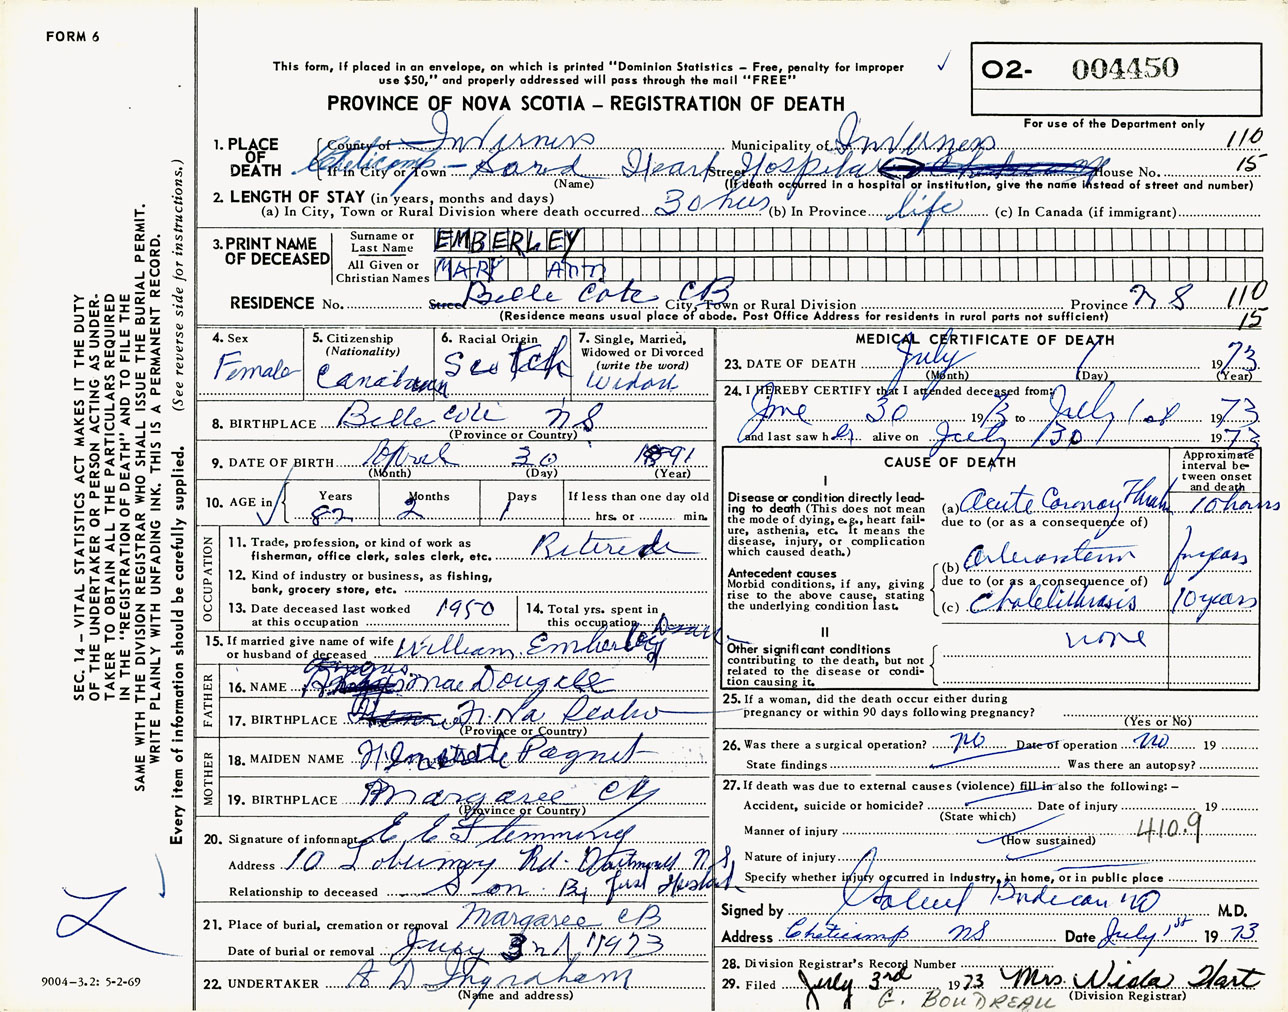 FORM 6
This form, if placed in an envelope, on which is printed "Dominion Statistics – Free, penalty for improper
use $50," and properly addressed will pass through the mail "FREE"
PROVINCE OF NOVA SCOTIA – REGISTRATION OF DEATH
O2- 004450
For use of the Department only
1. PLACE OF DEATH
County of Inverness Municipality of Inverness 110
Cheticamp – If in City or Town Sacred Heart Street Hospital House No. 15
(Name) (If death occurred in a hospital or institution, give the name instead of street and number)
2. LENGTH OF STAY (in years, months and days)
(a) In City, Town or Rural Division where death occurred 30 hrs (b) In Province life (c) In Canada (if immigrant)
3. PRINT NAME OF DECEASED
Surname or Last Name EMBERLEY
All Given or Christian Names MARY Ann
RESIDENCE No. Street Belle Cote CB City, Town or Rural Division Province N S 110
(Residence means usual place of abode. Post Office Address for residents in rural parts not sufficient) 15
4. Sex Female
5. Citizenship (Nationality) Canadian
6. Racial Origin Scotch
7. Single, Married, Widowed or Divorced (write the word) Widow
8. BIRTHPLACE Belle Cote N S
(Province or Country)
9. DATE OF BIRTH April 30 1891
(Month) (Day) (Year)
10. AGE in Years 82 Months 2 Days 1 If less than one day old
hrs. or min.
OCCUPATION
11. Trade, profession, or kind of work as
fisherman, office clerk, sales clerk, etc.
12. Kind of industry or business, as fishing,
bank, grocery store, etc.
13. Date deceased last worked
at this occupation 1950
14. Total yrs. spent in
this occupation
15. If married give name of wife
or husband of deceased William Emberley
FATHER
16. NAME Angus MacDougall
17. BIRTHPLACE Nova Scotia
(Province or Country)
MOTHER
18. MAIDEN NAME
19. BIRTHPLACE Margaree CB
(Province or Country)
20. Signature of informant
Address 10 Rd. Dartmouth N.S.
Relationship to deceased Son By first Husband
21. Place of burial, cremation or removal Margaree CB
Date of burial or removal July 3rd 1973
22. UNDERTAKER A D Ingraham
(Name and address)
MEDICAL CERTIFICATE OF DEATH
23. DATE OF DEATH July 1 1973
(Month) (Day) (Year)
24. I HEREBY CERTIFY that I attended deceased from:
June 30 1973 to July 1st 1973
and last saw her alive on 1973
CAUSE OF DEATH
Approximate interval between onset and death
I
Disease or condition directly leading to death (This does not mean the mode of dying, e.g., heart failure, asthenia, etc. It means the disease, injury, or complication which caused death.)
(a) Acute Coronary 10 hours
due to (or as a consequence of)
Antecedent causes
Morbid conditions, if any, giving rise to the above cause, stating the underlying condition last.
(b) years
due to (or as a consequence of)
(c) Cholelithiasis 10 years
II
none
Other significant conditions
contributing to the death, but not related to the disease or condition causing it.
25. If a woman, did the death occur either during
pregnancy or within 90 days following pregnancy?
(Yes or No)
26. Was there a surgical operation? no Date of operation no 19
State findings Was there an autopsy?
27. If death was due to external causes (violence) fill in also the following: –
Accident, suicide or homicide? Date of injury 19
(State which)
Manner of injury 410.9
(How sustained)
Nature of injury
Specify whether injury occurred in industry, in home, or in public place
Signed by M.D.
Address Cheticamp NS Date July 1st 1973
28. Division Registrar's Record Number
29. Filed July 3rd 1973 Mrs. Hart
G. BOUDREAU (Division Registrar)
SEC. 14 – VITAL STATISTICS ACT MAKES IT THE DUTY
OF THE UNDERTAKER OR PERSON ACTING AS UNDER-
TAKER TO OBTAIN ALL THE PARTICULARS REQUIRED
IN THE "REGISTRATION OF DEATH" AND TO FILE THE
SAME WITH THE DIVISION REGISTRAR WHO SHALL ISSUE THE BURIAL PERMIT.
WRITE PLAINLY WITH UNFADING INK. THIS IS A PERMANENT RECORD.
Every item of information should be carefully supplied. (See reverse side for instructions.)
9004-3.2: 5-2-69